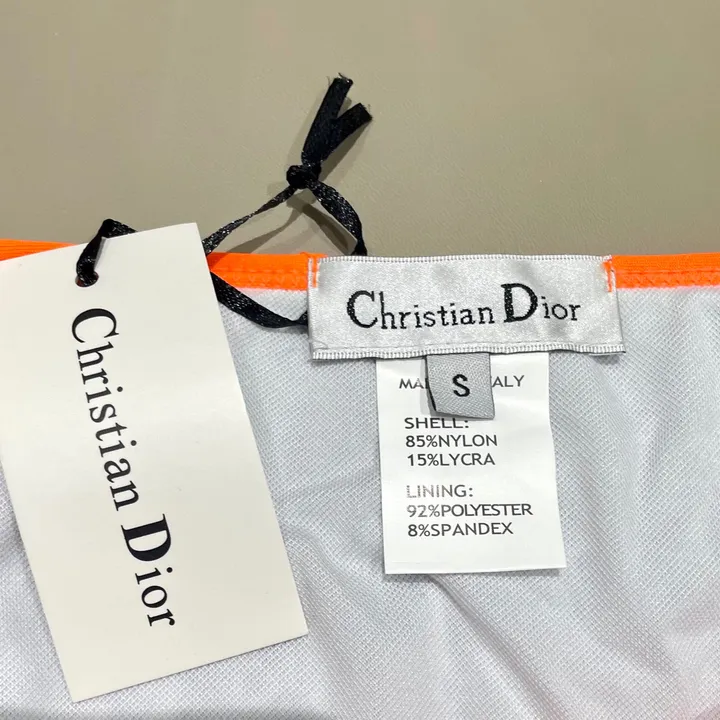 Christian Dior
Christian Dior
S
MA ALY
SHELL:
85%NYLON
15%LYCRA
LINING:
92%POLYESTER
8%SPANDEX